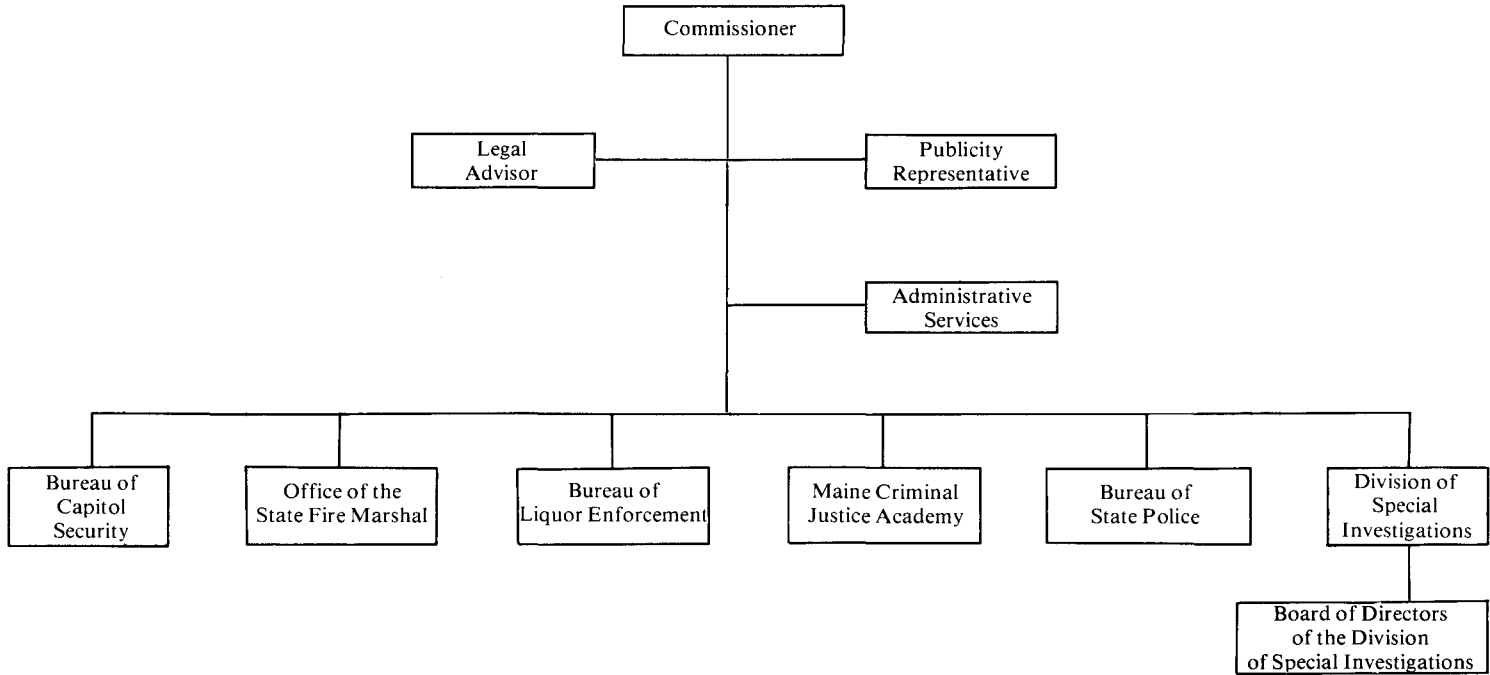 Commissioner
Legal
Advisor
Publicity
Representative
Administrative
Services
Bureau of
Capitol
Security
Office of the
State Fire Marshal
Bureau of
Liquor Enforcement
Maine Criminal
Justice Academy
Bureau of
State Police
Division of
Special
Investigations
Board of Directors
of the Division
of Special Investigations